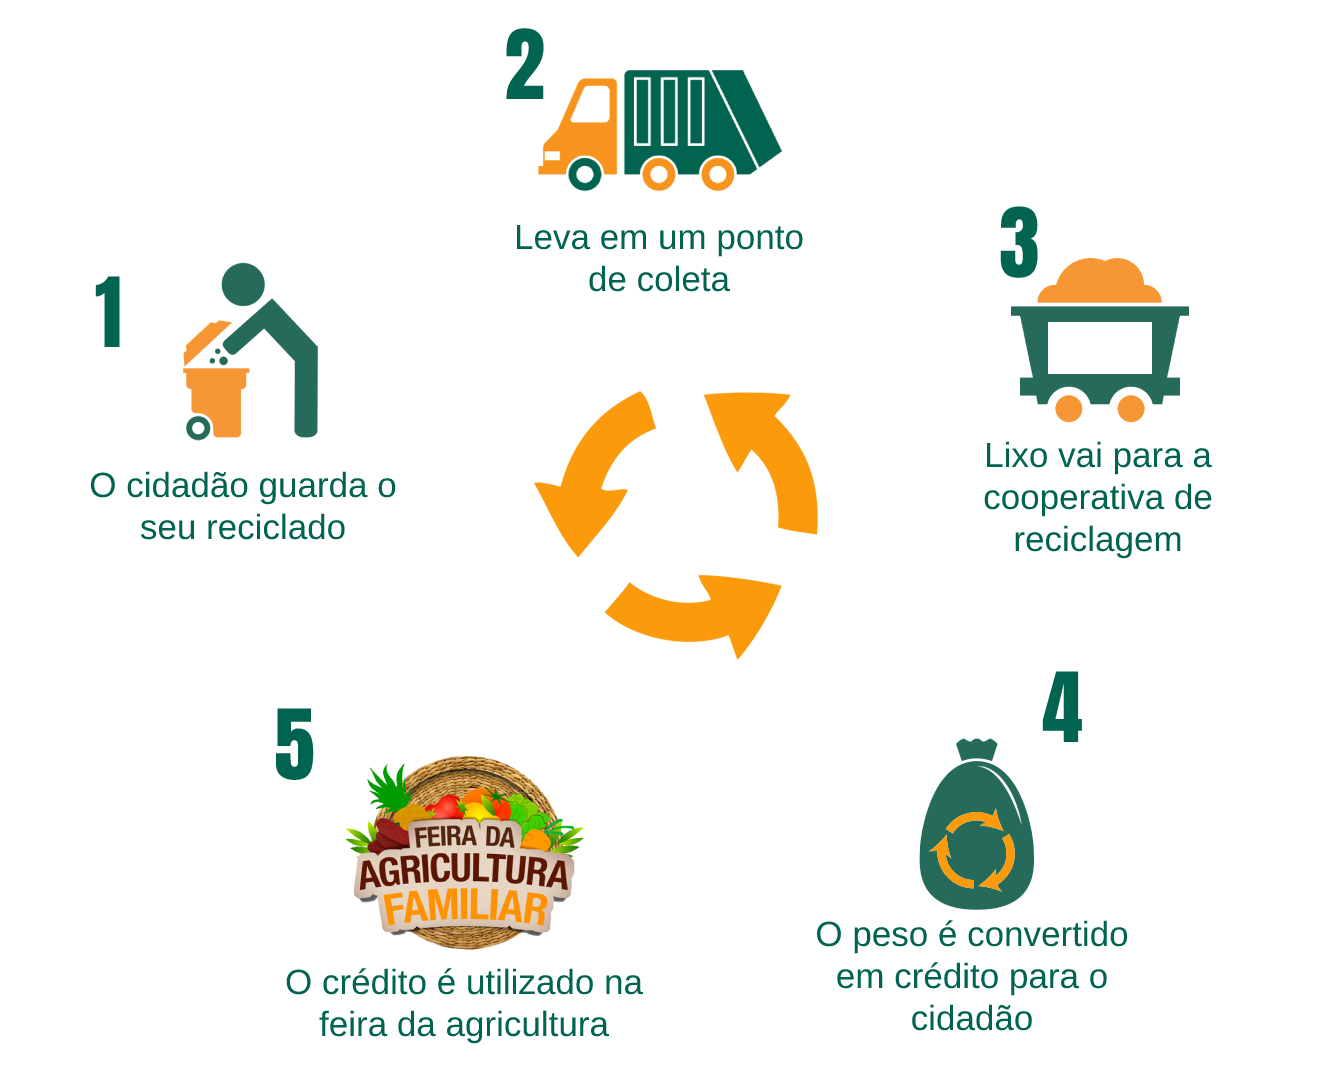 1
O cidadão guarda o
seu reciclado
2
Leva em um ponto
de coleta
3
Lixo vai para a
cooperativa de
reciclagem
4
O peso é convertido
em crédito para o
cidadão
5
FEIRA DA
AGRICULTURA
FAMILIAR
O crédito é utilizado na
feira da agricultura